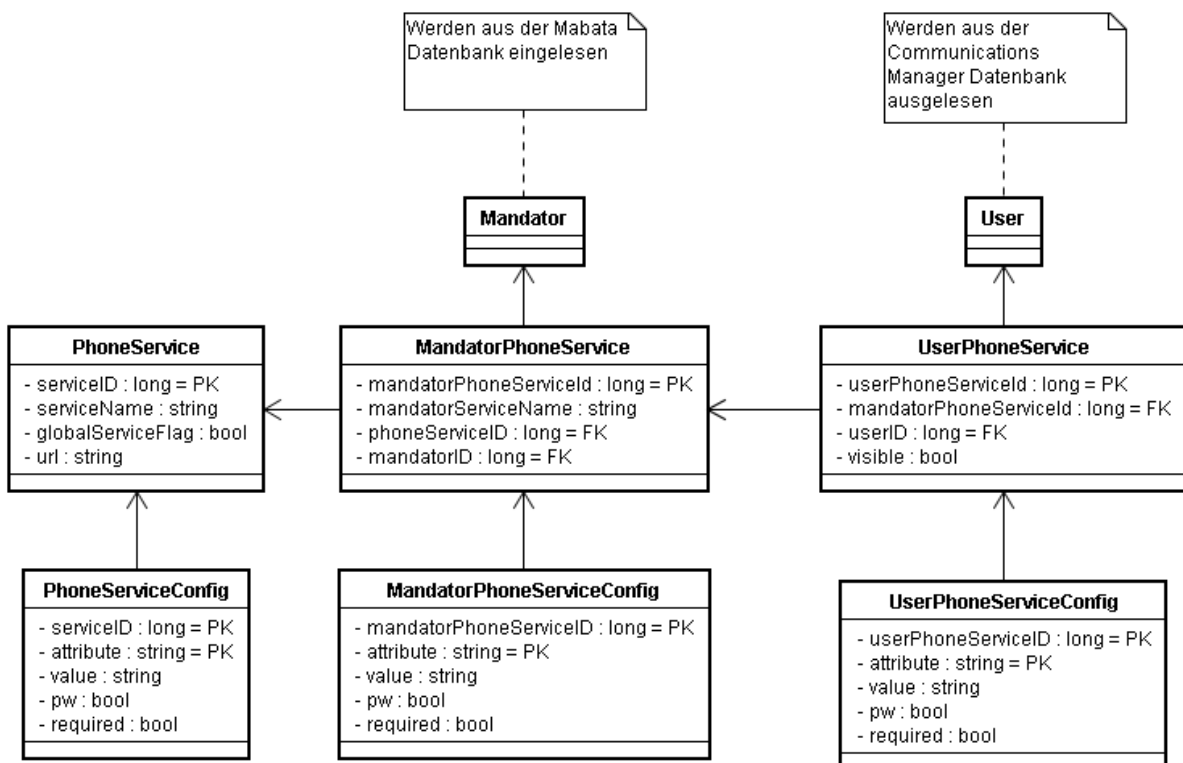 Werden aus der Mabata
Datenbank eingelesen
Werden aus der
Communications
Manager Datenbank
ausgelesen
Mandator
User
PhoneService
- serviceID : long = PK
- serviceName : string
- globalServiceFlag : bool
- url : string
MandatorPhoneService
- mandatorPhoneServiceId : long = PK
- mandatorServiceName : string
- phoneServiceID : long = FK
- mandatorID : long = FK
UserPhoneService
- userPhoneServiceId : long = PK
- mandatorPhoneServiceId : long = FK
- userID : long = FK
- visible : bool
PhoneServiceConfig
- serviceID : long = PK
- attribute : string = PK
- value : string
- pw : bool
- required : bool
MandatorPhoneServiceConfig
- mandatorPhoneServiceID : long = PK
- attribute : string = PK
- value : string
- pw : bool
- required : bool
UserPhoneServiceConfig
- userPhoneServiceID : long = PK
- attribute : string = PK
- value : string
- pw : bool
- required : bool